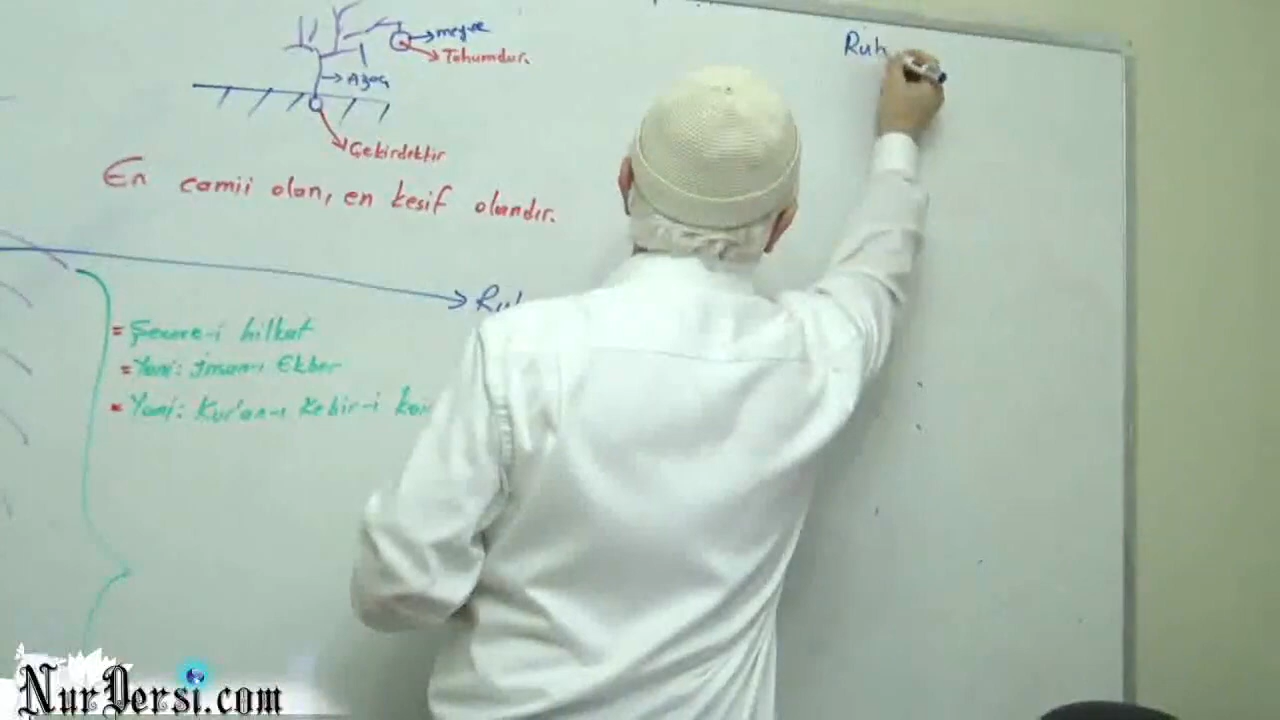 meyve
Tohumdur.
Ağaç
Çekirdektir
En camii olan, en kesif olandır.
Ruh
= Şecere-i hilkat
= Yani: İnsan-ı Ekber
= Yani: Kur'an-ı Kebir-i
Ruh
NurDersi.com